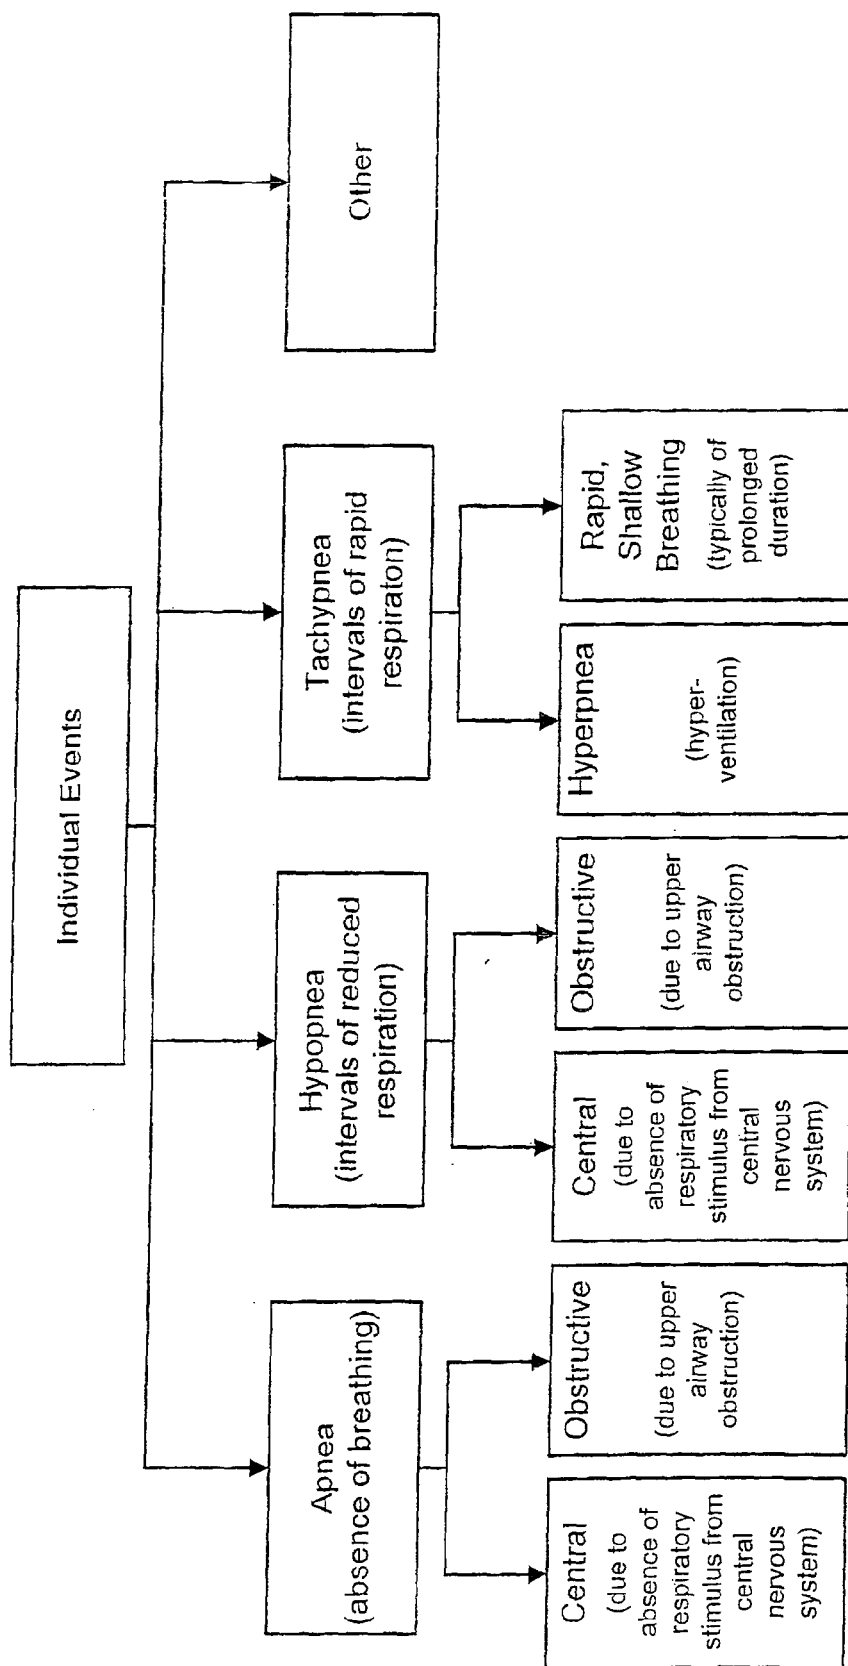 Individual Events
Apnea
(absence of breathing)
Hypopnea
(intervals of reduced
respiration)
Tachypnea
(intervals of rapid
respiraton)
Other
Central
(due to
absence of
respiratory
stimulus from
central
nervous
system)
Obstructive
(due to upper
airway
obstruction)
Central
(due to
absence of
respiratory
stimulus from
central
nervous
system)
Obstructive
(due to upper
airway
obstruction)
Hyperpnea
(hyper-
ventilation)
Rapid,
Shallow
Breathing
(typically of
prolonged
duration)